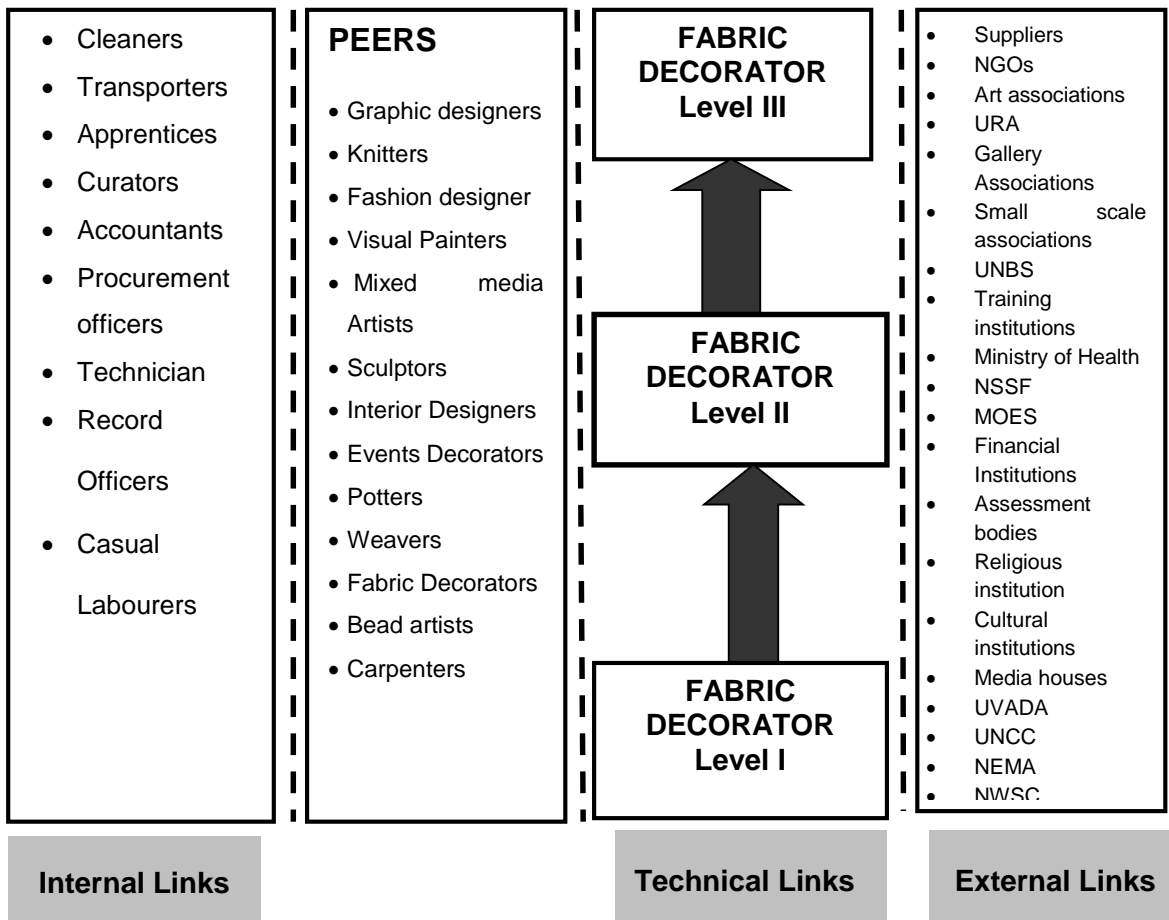 • Cleaners
• Transporters
• Apprentices
• Curators
• Accountants
• Procurement
officers
• Technician
• Record
Officers
• Casual
Labourers
PEERS
• Graphic designers
• Knitters
• Fashion designer
• Visual Painters
• Mixed media
Artists
• Sculptors
• Interior Designers
• Events Decorators
• Potters
• Weavers
• Fabric Decorators
• Bead artists
• Carpenters
FABRIC
DECORATOR
Level III
FABRIC
DECORATOR
Level II
FABRIC
DECORATOR
Level I
• Suppliers
• NGOs
• Art associations
• URA
• Gallery
Associations
• Small scale
associations
• UNBS
• Training
institutions
• Ministry of Health
• NSSF
• MOES
• Financial
Institutions
• Assessment
bodies
• Religious
institution
• Cultural
institutions
• Media houses
• UVADA
• UNCC
• NEMA
• NWSC
Internal Links
Technical Links
External Links